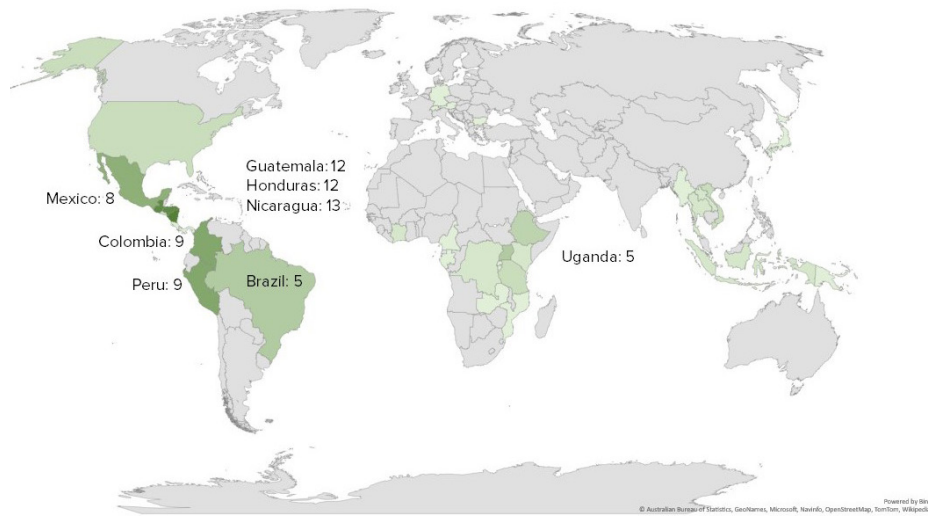 Guatemala: 12
Honduras: 12
Nicaragua: 13
Mexico: 8
Colombia: 9
Peru: 9
Brazil: 5
Uganda: 5
Powered by Bing
© Australian Bureau of Statistics, GeoNames, Microsoft, Navinfo, OpenStreetMap, TomTom, Wikipedia